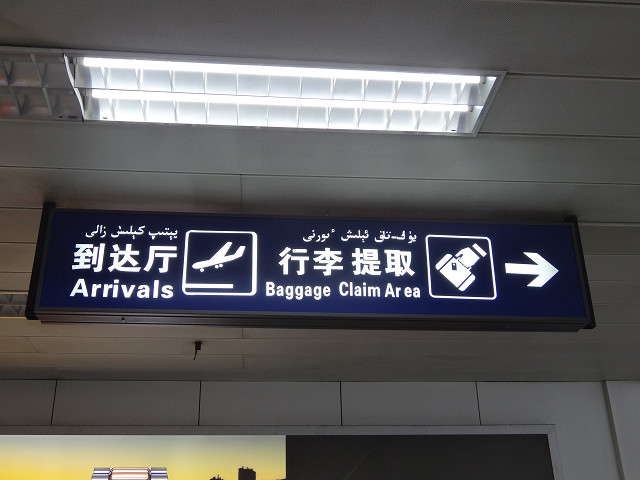 يېتىپ كېلىش زالى
到达厅
Arrivals
يۈك-تاق ئېلىش ئورنى
行李提取
Baggage Claim Area